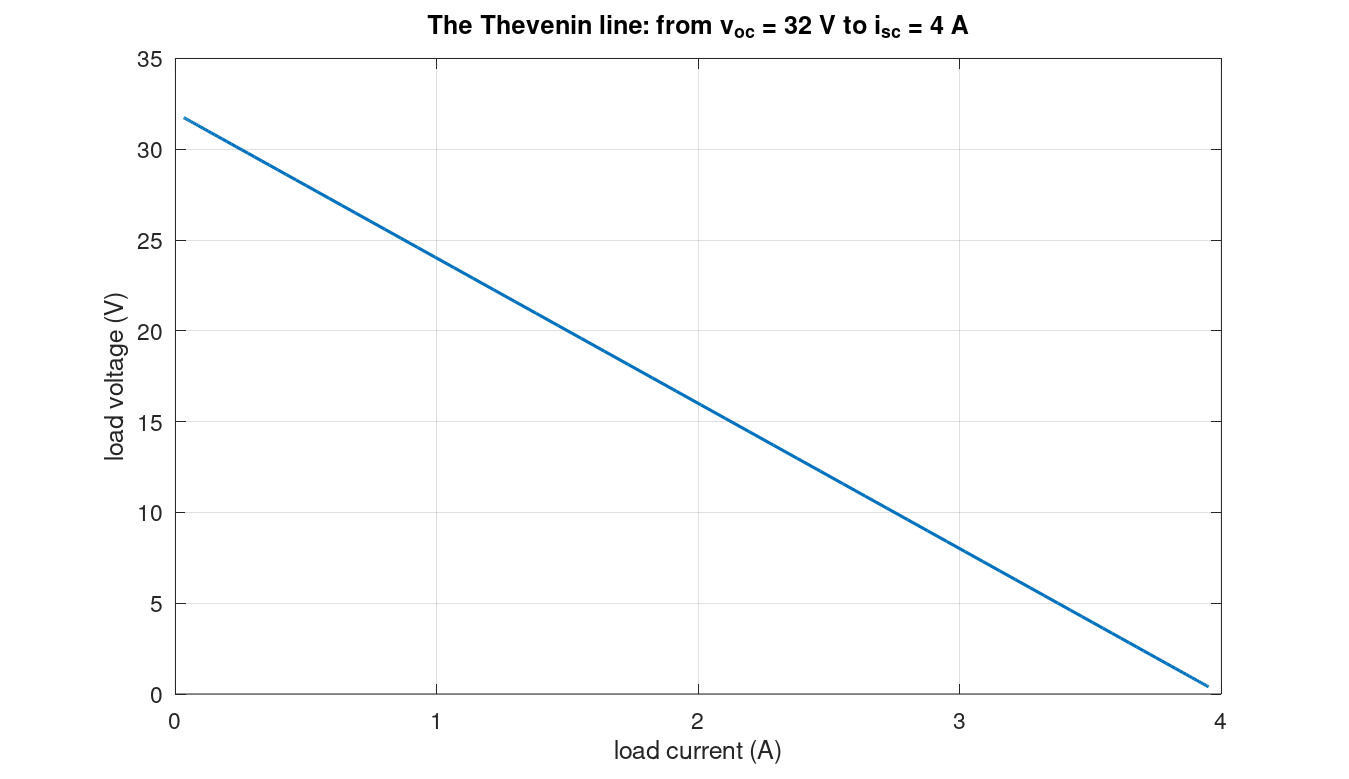 The Thevenin line: from voc = 32 V to isc = 4 A
35
30
25
20
15
10
5
0
load voltage (V)
0 1 2 3 4
load current (A)